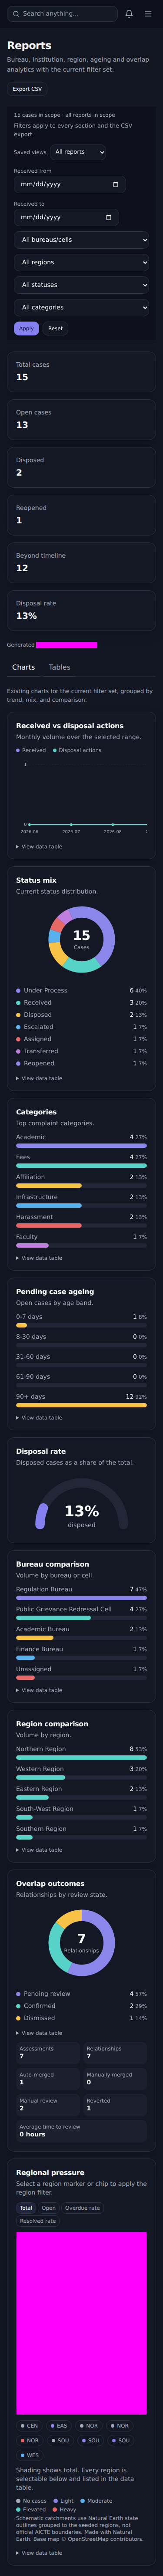 Search anything...
Reports
Bureau, institution, region, ageing and overlap
analytics with the current filter set.
Export CSV
15 cases in scope · all reports in scope
Filters apply to every section and the CSV
export
Saved views All reports
Received from
mm/dd/yyyy
Received to
mm/dd/yyyy
All bureaus/cells
All regions
All statuses
All categories
Apply Reset
Total cases
15
Open cases
13
Disposed
2
Reopened
1
Beyond timeline
12
Disposal rate
13%
Generated
Charts Tables
Existing charts for the current filter set, grouped by
trend, mix, and comparison.
Received vs disposal actions
Monthly volume over the selected range.
Received Disposal actions
1
0
2026-06 2026-07 2026-08
View data table
Status mix
Current status distribution.
15
Cases
Under Process 6 40%
Received 3 20%
Disposed 2 13%
Escalated 1 7%
Assigned 1 7%
Transferred 1 7%
Reopened 1 7%
View data table
Categories
Top complaint categories.
Academic 4 27%
Fees 4 27%
Affiliation 2 13%
Infrastructure 2 13%
Harassment 2 13%
Faculty 1 7%
View data table
Pending case ageing
Open cases by age band.
0-7 days 1 8%
8-30 days 0 0%
31-60 days 0 0%
61-90 days 0 0%
90+ days 12 92%
View data table
Disposal rate
Disposed cases as a share of the total.
13%
disposed
Bureau comparison
Volume by bureau or cell.
Regulation Bureau 7 47%
Public Grievance Redressal Cell 4 27%
Academic Bureau 2 13%
Finance Bureau 1 7%
Unassigned 1 7%
View data table
Region comparison
Volume by region.
Northern Region 8 53%
Western Region 3 20%
Eastern Region 2 13%
South-West Region 1 7%
Southern Region 1 7%
View data table
Overlap outcomes
Relationships by review state.
7
Relationships
Pending review 4 57%
Confirmed 2 29%
Dismissed 1 14%
View data table
Assessments Relationships
7 7
Auto-merged Manually merged
1 0
Manual review Reverted
2 1
Average time to review
0 hours
Regional pressure
Select a region marker or chip to apply the
region filter.
Total Open Overdue rate
Resolved rate
CEN EAS NOR NOR
NOR SOU SOU SOU
WES
Shading shows total. Every region is
selectable below and listed in the data
table.
No cases Light Moderate
Elevated Heavy
Schematic catchments use Natural Earth state
outlines grouped to the seeded regions, not
official AICTE boundaries. Made with Natural
Earth. Base map © OpenStreetMap contributors.
View data table